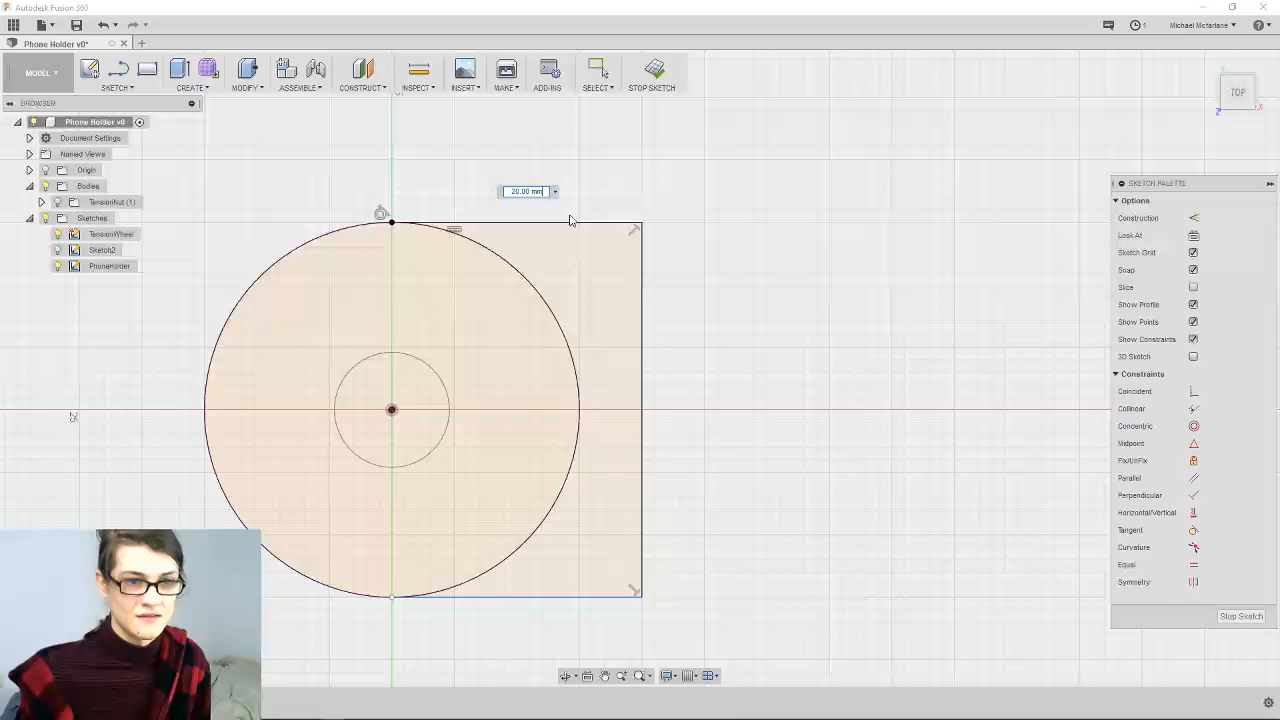 Autodesk Fusion 360
Michael McFarlane
Phone Holder v0*
MODEL
SKETCH
CREATE
MODIFY
ASSEMBLE
CONSTRUCT
INSPECT
INSERT
MAKE
ADD-INS
SELECT
STOP SKETCH
TOP
X
Z
BROWSER
Phone Holder v0
Document Settings
Named Views
Origin
Bodies
TensionNut (1)
Sketches
TensionWheel
Sketch2
PhoneHolder
20.00 mm
25
SKETCH PALETTE
Options
Construction
Look At
Sketch Grid
Snap
Slice
Show Profile
Show Points
Show Constraints
3D Sketch
Constraints
Coincident
Collinear
Concentric
Midpoint
Fix/UnFix
Parallel
Perpendicular
Horizontal/Vertical
Tangent
Curvature
Equal
Symmetry
Stop Sketch